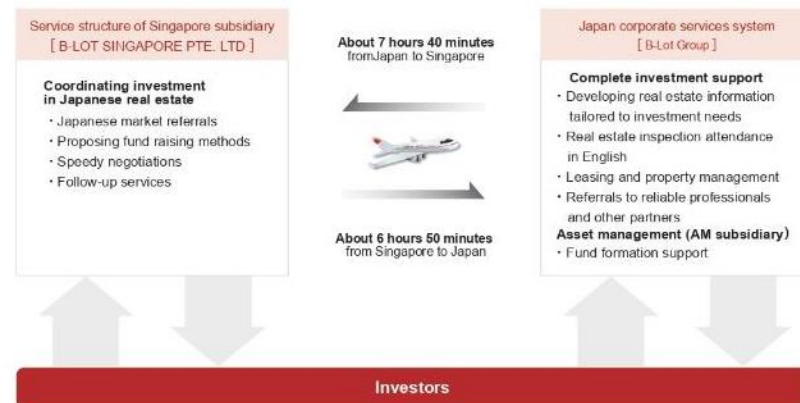 Service structure of Singapore subsidiary
[ B-LOT SINGAPORE PTE. LTD ]
Coordinating investment
in Japanese real estate
・Japanese market referrals
・Proposing fund raising methods
・Speedy negotiations
・Follow-up services
About 7 hours 40 minutes
fromJapan to Singapore
About 6 hours 50 minutes
from Singapore to Japan
Japan corporate services system
[ B-Lot Group ]
Complete investment support
・Developing real estate information
tailored to investment needs
・Real estate inspection attendance
in English
・Leasing and property management
・Referrals to reliable professionals
and other partners
Asset management (AM subsidiary)
・Fund formation support
Investors